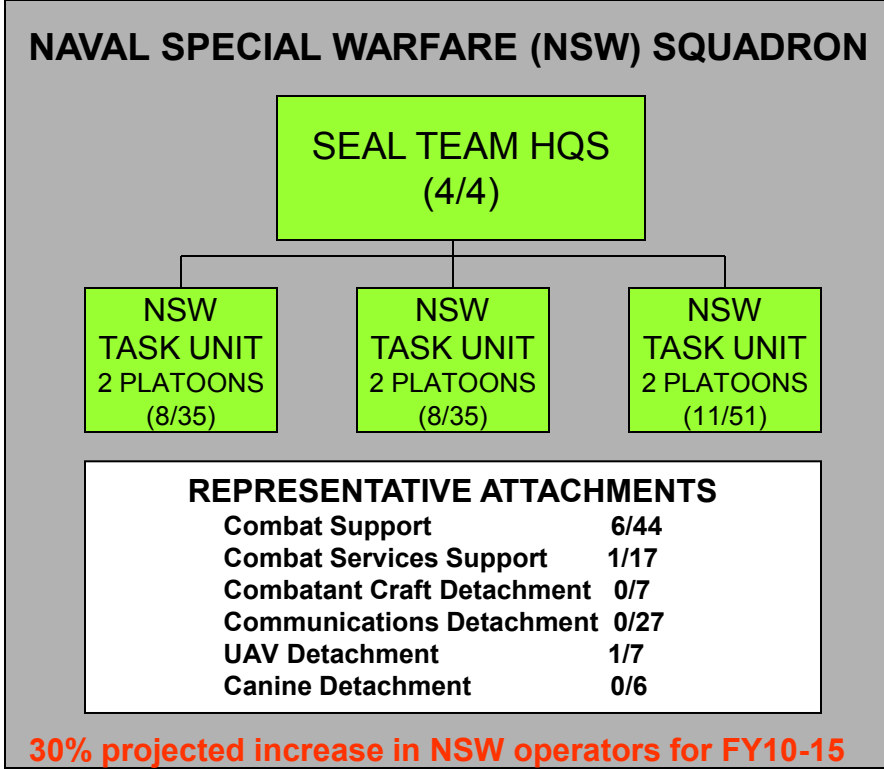 NAVAL SPECIAL WARFARE (NSW) SQUADRON
SEAL TEAM HQS
(4/4)
NSW
TASK UNIT
2 PLATOONS
(8/35)
NSW
TASK UNIT
2 PLATOONS
(8/35)
NSW
TASK UNIT
2 PLATOONS
(11/51)
REPRESENTATIVE ATTACHMENTS
Combat Support 6/44
Combat Services Support 1/17
Combatant Craft Detachment 0/7
Communications Detachment 0/27
UAV Detachment 1/7
Canine Detachment 0/6
30% projected increase in NSW operators for FY10-15